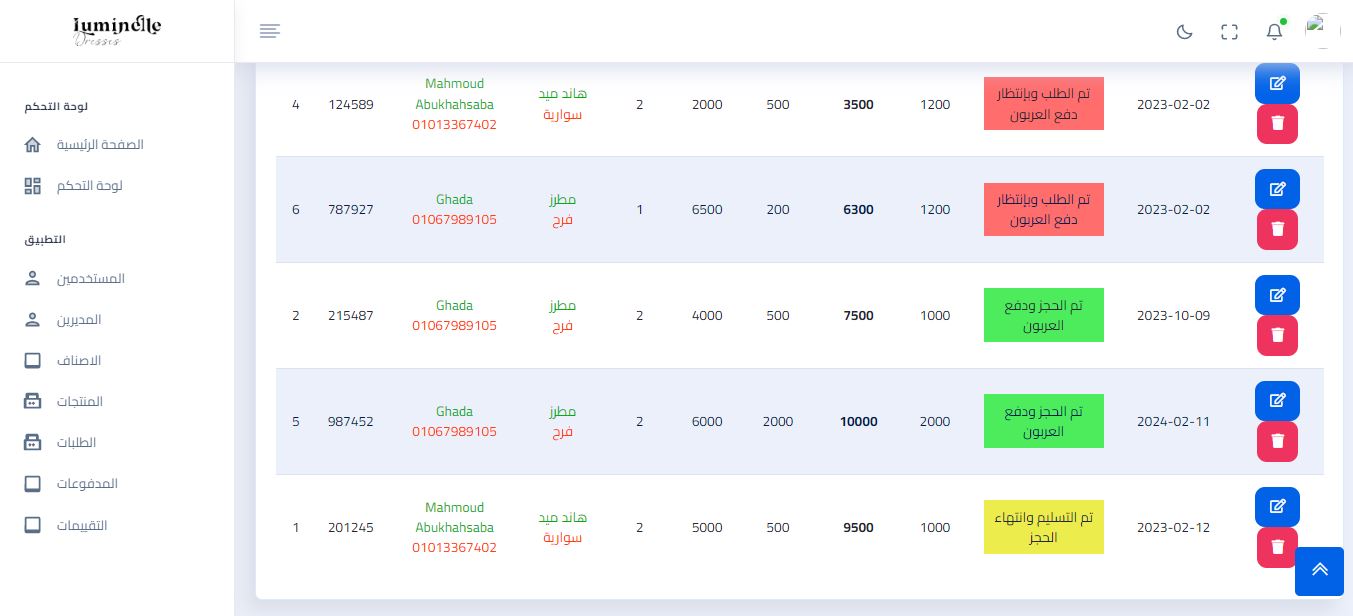 Luminelle
Dresses
لوحة التحكم
الصفحة الرئيسية
لوحة التحكم
التطبيق
المستخدمين
المديرين
الاصناف
المنتجات
الطلبات
المدفوعات
التقييمات
4 124589 Mahmoud هاند ميد 2 2000 500 3500 1200 تم الطلب وبإنتظار 2023-02-02
Abukhahsaba سوارية دفع العربون
01013367402
6 787927 Ghada مطرز 1 6500 200 6300 1200 تم الطلب وبإنتظار 2023-02-02
01067989105 فرح دفع العربون
2 215487 Ghada مطرز 2 4000 500 7500 1000 تم الحجز ودفع 2023-10-09
01067989105 فرح العربون
5 987452 Ghada مطرز 2 6000 2000 10000 2000 تم الحجز ودفع 2024-02-11
01067989105 فرح العربون
1 201245 Mahmoud هاند ميد 2 5000 500 9500 1000 تم التسليم وانتهاء 2023-02-12
Abukhahsaba سوارية الحجز
01013367402